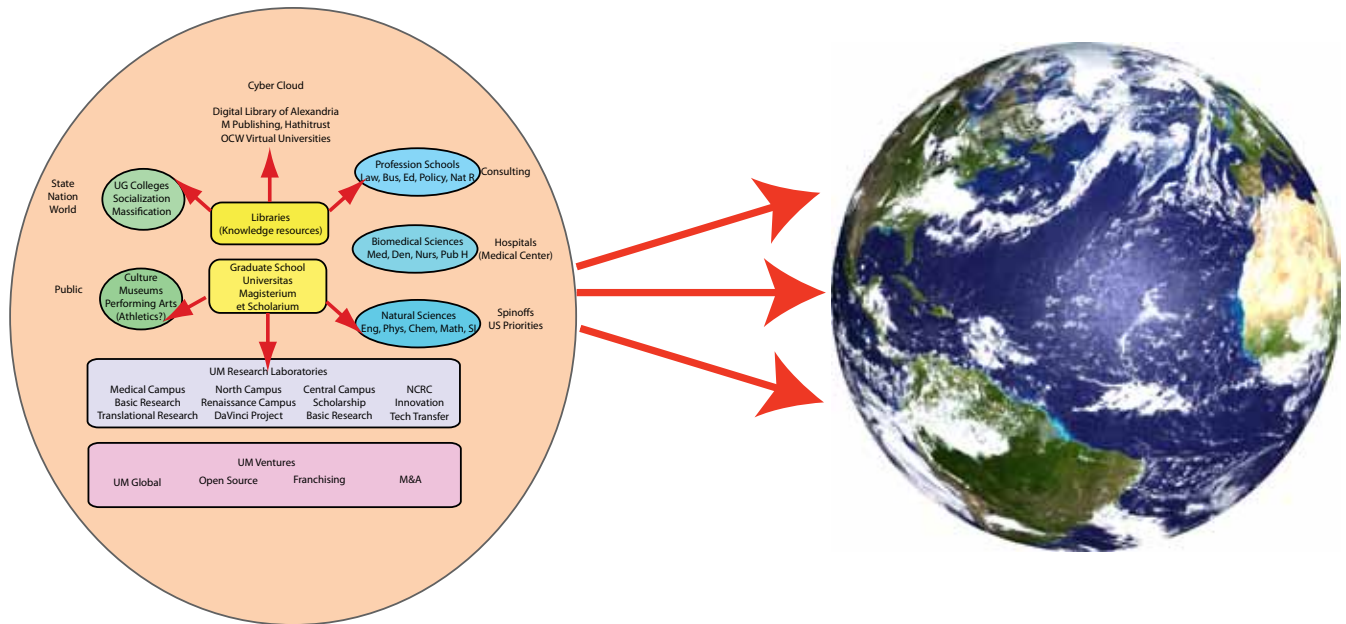 Cyber Cloud
Digital Library of Alexandria
M Publishing, Hathitrust
OCW Virtual Universities
State
Nation
World
UG Colleges
Socialization
Massification
Libraries
(Knowledge resources)
Profession Schools
Law, Bus, Ed, Policy, Nat R
Consulting
Biomedical Sciences
Med, Den, Nurs, Pub H
Hospitals
(Medical Center)
Public
Culture
Museums
Performing Arts
(Athletics?)
Graduate School
Universitas
Magisterium
et Scholarium
Natural Sciences
Eng, Phys, Chem, Math, SI
Spinoffs
US Priorities
UM Research Laboratories
Medical Campus
Basic Research
Translational Research
North Campus
Renaissance Campus
DaVinci Project
Central Campus
Scholarship
Basic Research
NCRC
Innovation
Tech Transfer
UM Ventures
UM Global
Open Source
Franchising
M&A